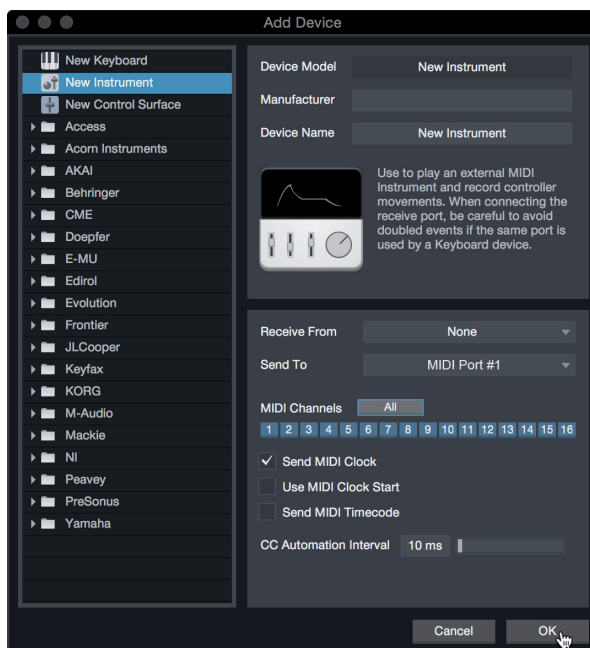 Add Device
New Keyboard
New Instrument
New Control Surface
Access
Acorn Instruments
AKAI
Behringer
CME
Doepfer
E-MU
Edirol
Evolution
Frontier
JLCooper
Keyfax
KORG
M-Audio
Mackie
NI
Peavey
PreSonus
Yamaha
Device Model New Instrument
Manufacturer
Device Name New Instrument
Use to play an external MIDI
Instrument and record controller
movements. When connecting the
receive port, be careful to avoid
doubled events if the same port is
used by a Keyboard device.
Receive From None
Send To MIDI Port #1
MIDI Channels All
1 2 3 4 5 6 7 8 9 10 11 12 13 14 15 16
Send MIDI Clock
Use MIDI Clock Start
Send MIDI Timecode
CC Automation Interval 10 ms
Cancel OK